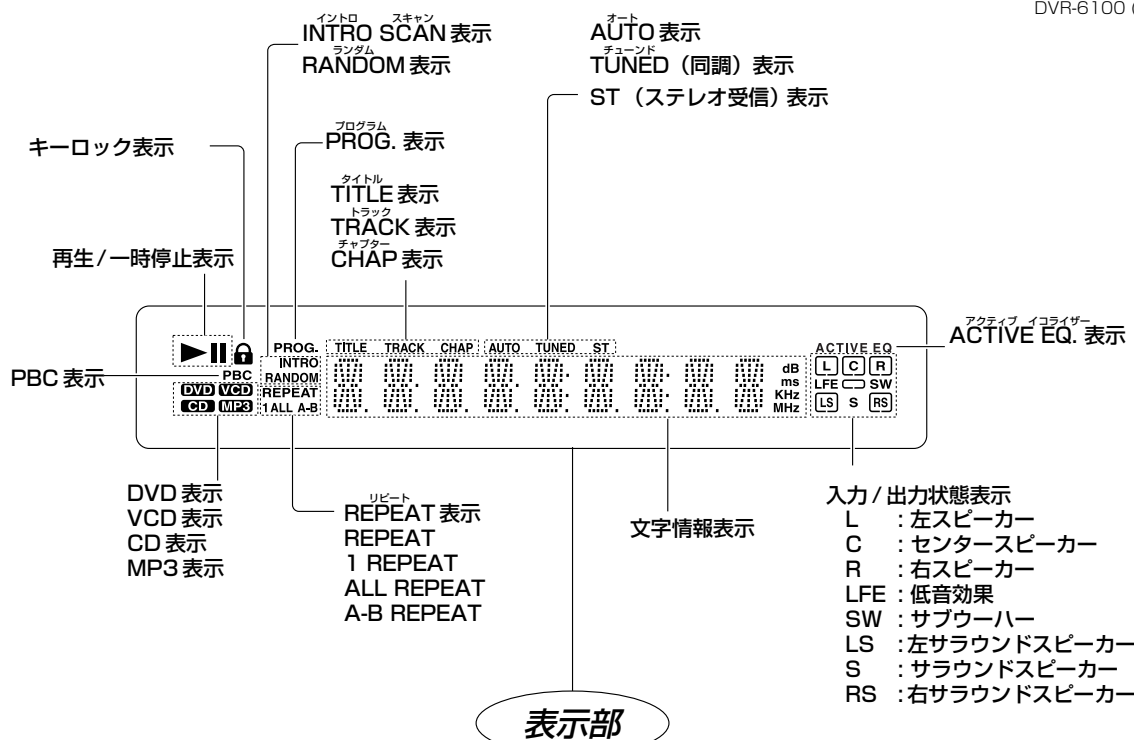 DVR-6100 (
イントロ スキャン
INTRO SCAN 表示
ランダム
RANDOM 表示
オート
AUTO 表示
チューンド
TUNED（同調）表示
ST（ステレオ受信）表示
プログラム
PROG. 表示
キーロック表示
タイトル
TITLE 表示
トラック
TRACK 表示
チャプター
CHAP 表示
再生/一時停止表示
アクティブ イコライザー
ACTIVE EQ. 表示
PBC 表示
PROG.
INTRO
RANDOM
PBC
DVD VCD
CD MP3
REPEAT
1 ALL A-B
TITLE TRACK CHAP AUTO TUNED ST
dB
ms
KHz
MHz
ACTIVE EQ
L C R
LFE SW
LS S RS
DVD 表示
VCD 表示
CD 表示
MP3 表示
リピート
REPEAT 表示
REPEAT
1 REPEAT
ALL REPEAT
A-B REPEAT
文字情報表示
入力/出力状態表示
L : 左スピーカー
C : センタースピーカー
R : 右スピーカー
LFE : 低音効果
SW : サブウーハー
LS : 左サラウンドスピーカー
S : サラウンドスピーカー
RS : 右サラウンドスピーカー
表示部